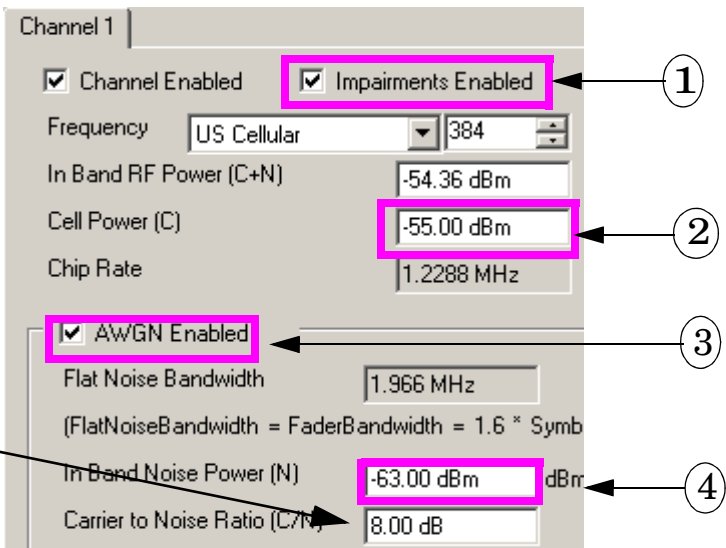 Channel 1
Channel Enabled Impairments Enabled 1
Frequency US Cellular 384
In Band RF Power (C+N) -54.36 dBm
Cell Power (C) -55.00 dBm 2
Chip Rate 1.2288 MHz
AWGN Enabled 3
Flat Noise Bandwidth 1.966 MHz
(FlatNoiseBandwidth = FaderBandwidth = 1.6 * Symb
In Band Noise Power (N) -63.00 dBm dBm 4
Carrier to Noise Ratio (C/N) 8.00 dB